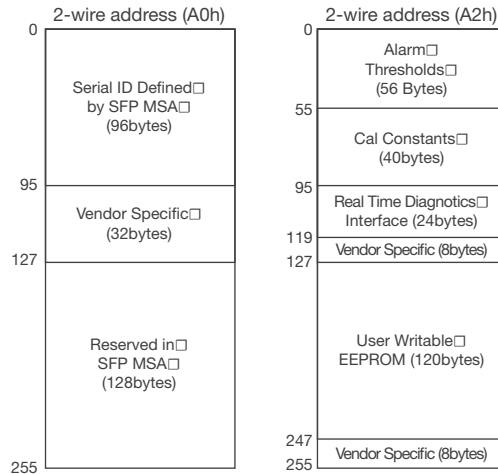 2-wire address (A0h)
0
Serial ID Defined□
by SFP MSA□
(96bytes)
95
Vendor Specific□
(32bytes)
127
Reserved in□
SFP MSA□
(128bytes)
255
2-wire address (A2h)
0
Alarm□
Thresholds□
(56 Bytes)
55
Cal Constants□
(40bytes)
95
Real Time Diagnotics□
Interface (24bytes)
119
Vendor Specific (8bytes)
127
User Writable□
EEPROM (120bytes)
247
Vendor Specific (8bytes)
255